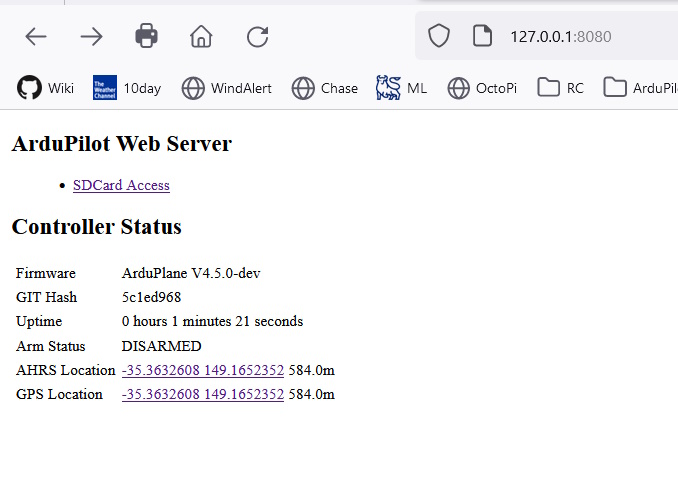 127.0.0.1:8080
Wiki The Weather Channel 10day WindAlert Chase ML OctoPi RC ArduPil
ArduPilot Web Server
SDCard Access
Controller Status
Firmware ArduPlane V4.5.0-dev
GIT Hash 5c1ed968
Uptime 0 hours 1 minutes 21 seconds
Arm Status DISARMED
AHRS Location -35.3632608 149.1652352 584.0m
GPS Location -35.3632608 149.1652352 584.0m